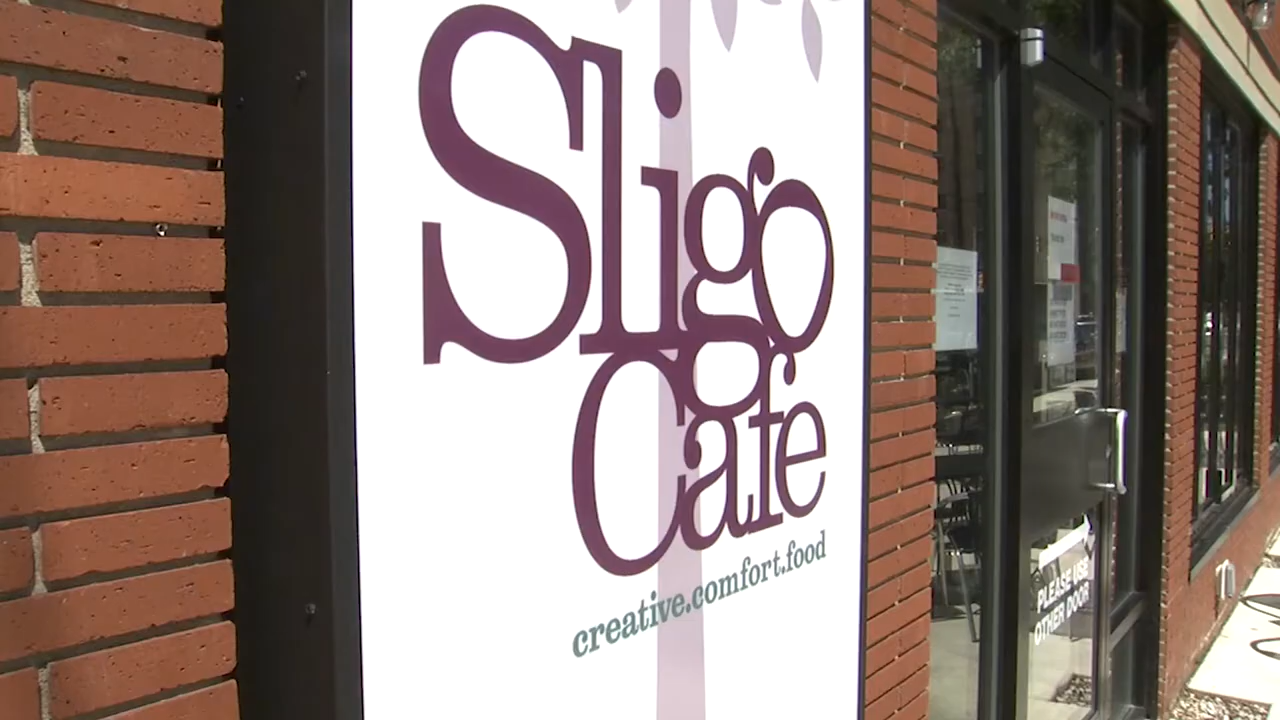 Sligo
Cafe
creative.comfort.food
PLEASE USE
OTHER DOOR